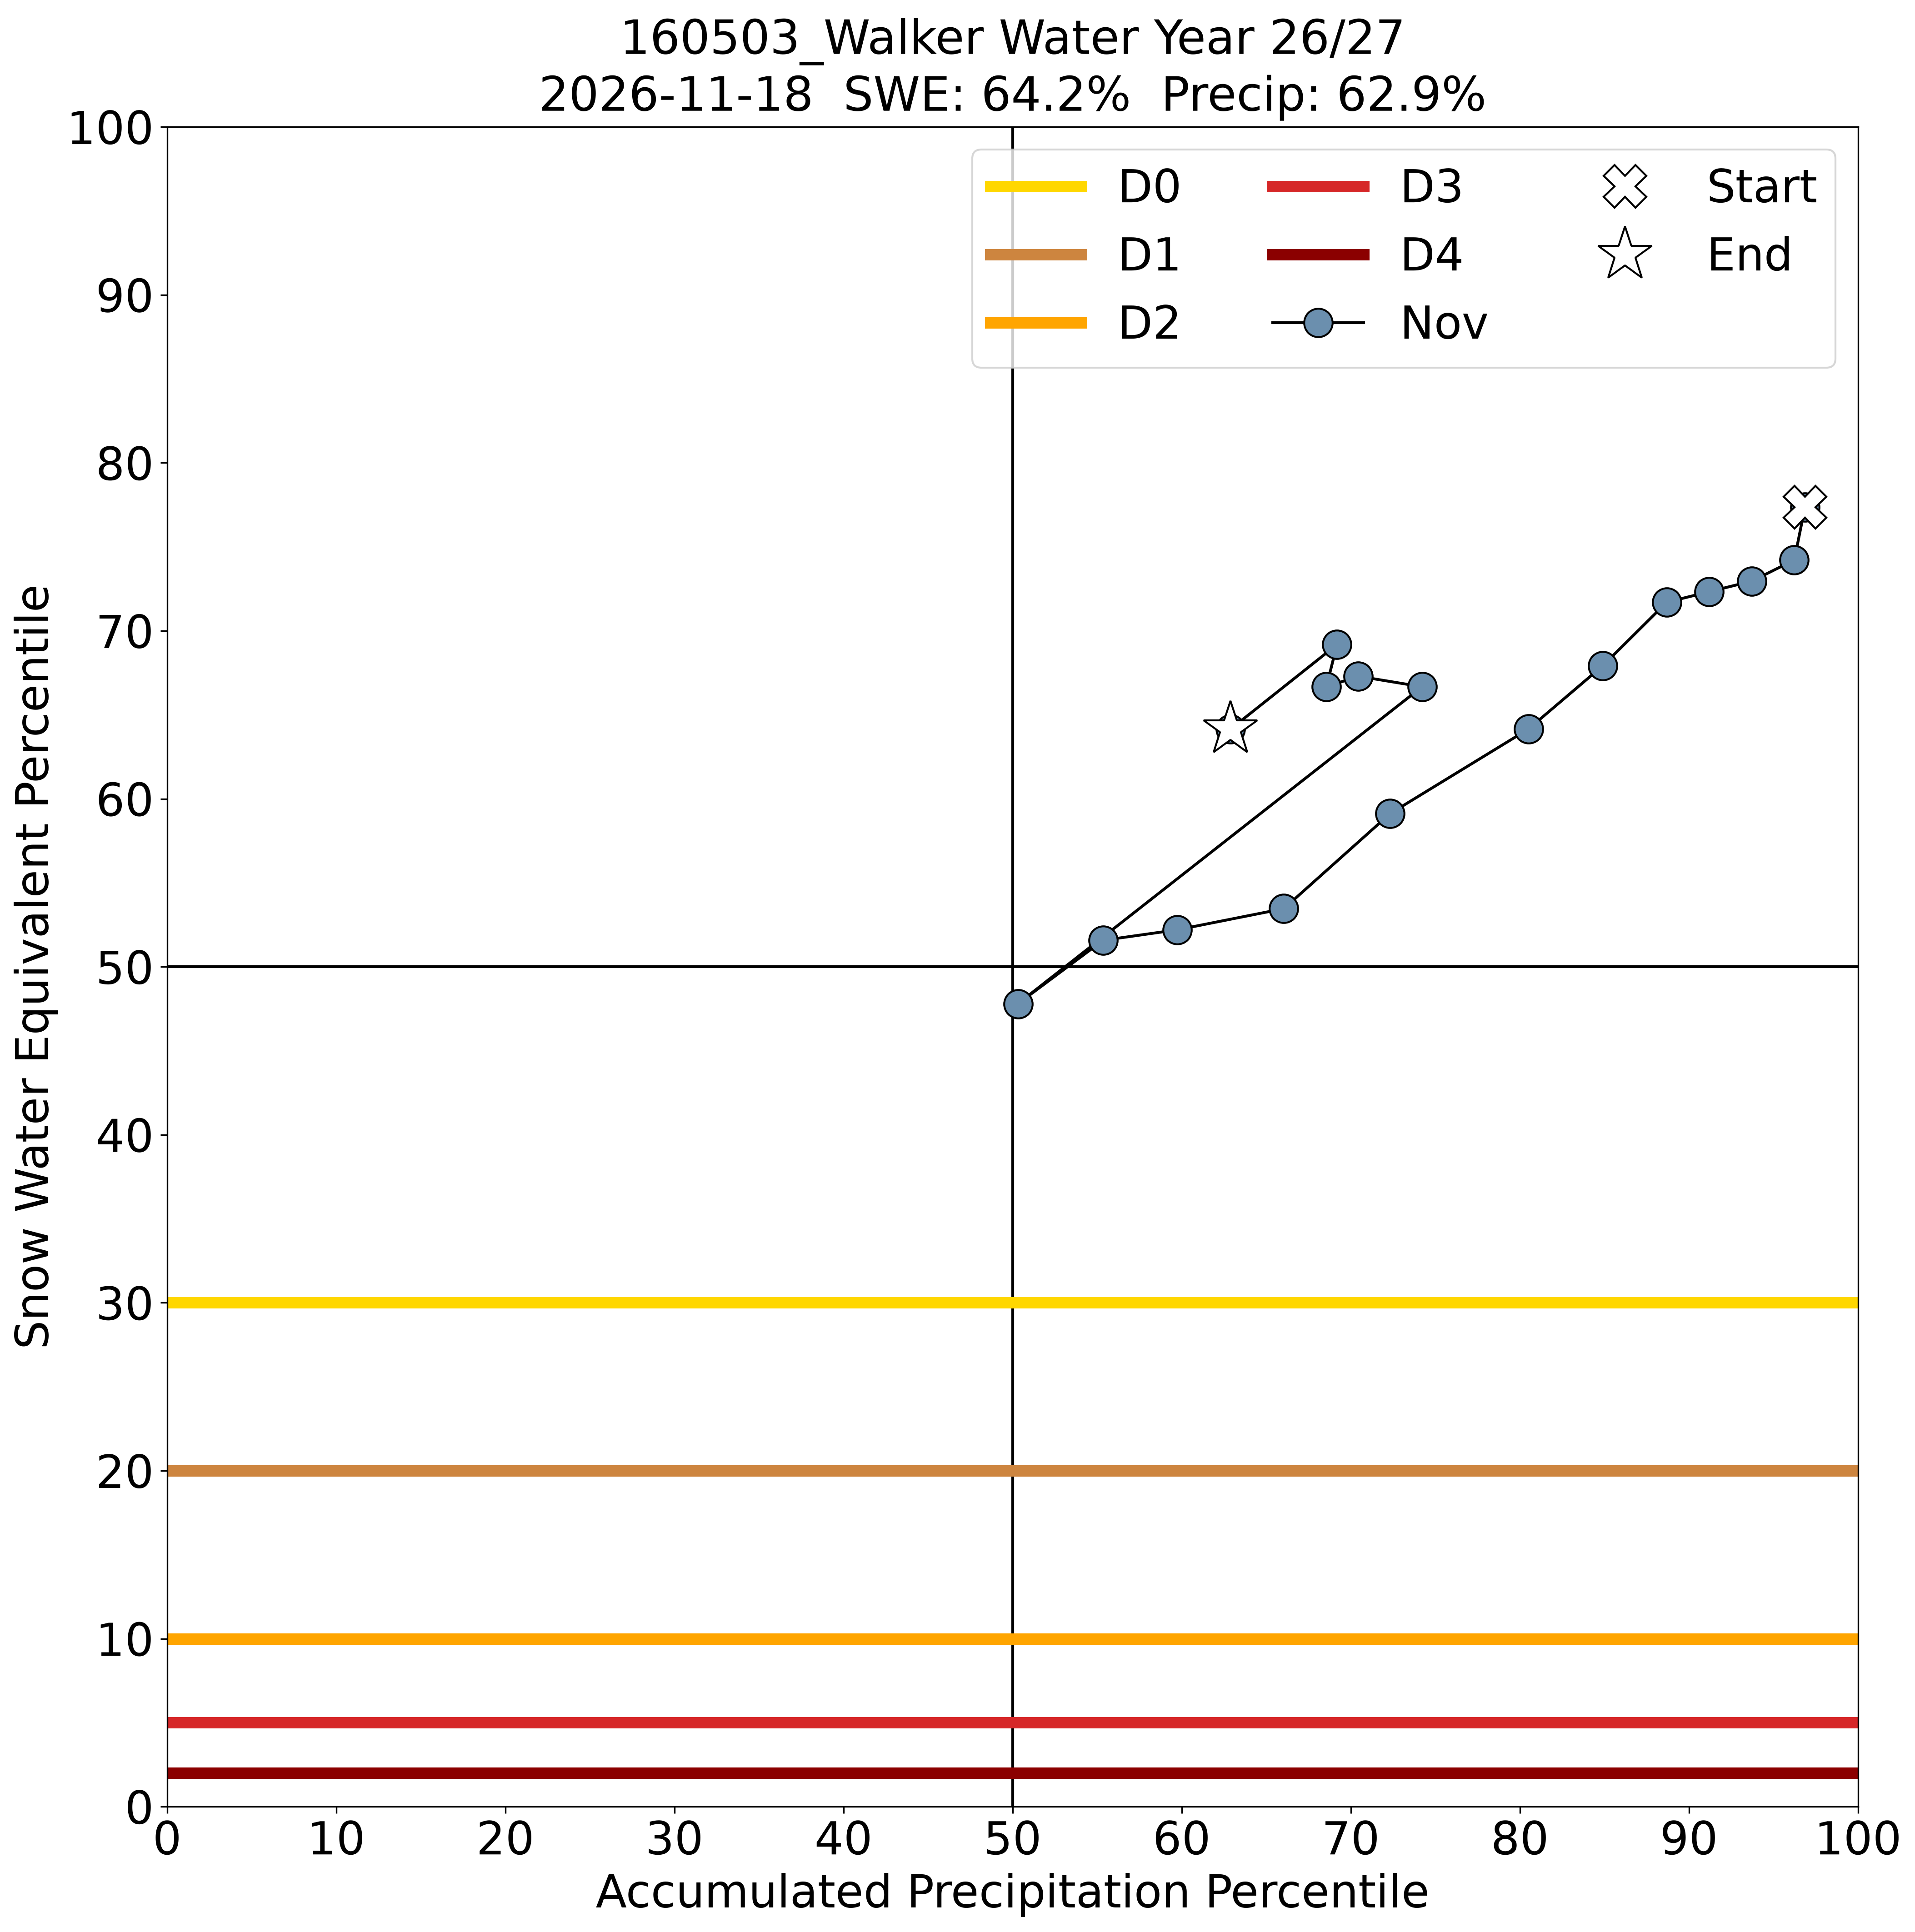 160503_Walker Water Year 26/27
2026-11-18  SWE: 64.2%  Precip: 62.9%
D0
D1
D2
D3
D4
Nov
Start
End
Snow Water Equivalent Percentile
100
90
80
70
60
50
40
30
20
10
0
0 10 20 30 40 50 60 70 80 90 100
Accumulated Precipitation Percentile